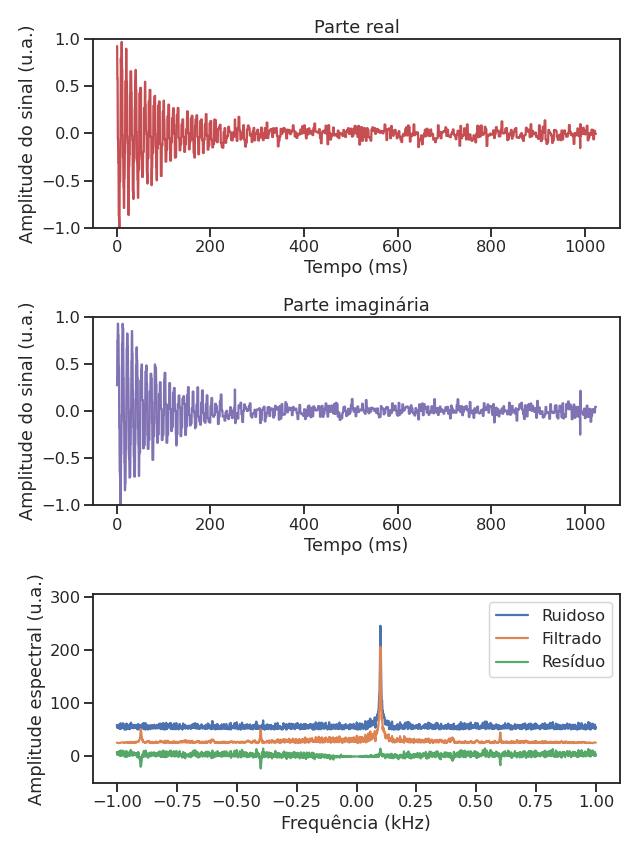 Parte real
Amplitude do sinal (u.a.)
1.0
0.5
0.0
−0.5
−1.0
0 200 400 600 800 1000
Tempo (ms)
Parte imaginária
Amplitude do sinal (u.a.)
1.0
0.5
0.0
−0.5
−1.0
0 200 400 600 800 1000
Tempo (ms)
Amplitude espectral (u.a.)
300
200
100
0
Ruidoso
Filtrado
Resíduo
−1.00 −0.75 −0.50 −0.25 0.00 0.25 0.50 0.75 1.00
Frequência (kHz)